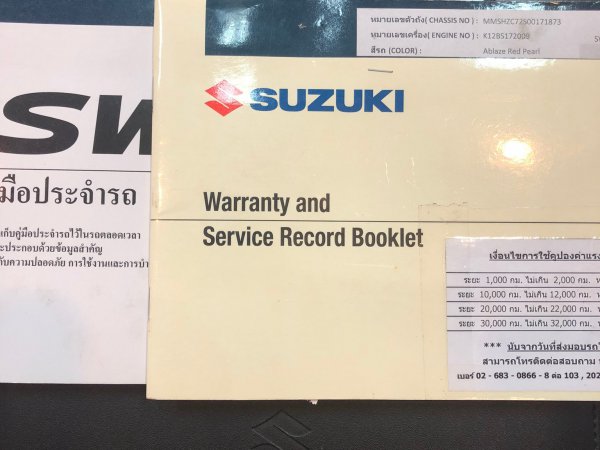 หมายเลขตัวถัง( CHASSIS NO ) : MMSHZC72S00171873
หมายเลขเครื่อง( ENGINE NO ) : K12BS172009
สีรถ (COLOR) : Ablaze Red Pearl
SUZUKI
SW
Warranty and
Service Record Booklet
มือประจำรถ
เก็บคู่มือประจำรถไว้ในรถตลอดเวลา
ะประกอบด้วยข้อมูลสำคัญ
กับความปลอดภัย การใช้งานและการบำ
เงื่อนไขการใช้คูปองค่าแรง
ระยะ 1,000 กม. ไม่เกิน 2,000 กม.
ระยะ 10,000 กม. ไม่เกิน 12,000 กม.
ระยะ 20,000 กม. ไม่เกิน 22,000 กม.
ระยะ 30,000 กม. ไม่เกิน 32,000 กม.
*** นับจากวันที่ส่งมอบรถ
สามารถโทรติดต่อสอบถาม
เบอร์ 02 - 683 - 0866 - 8 ต่อ 103 , 202